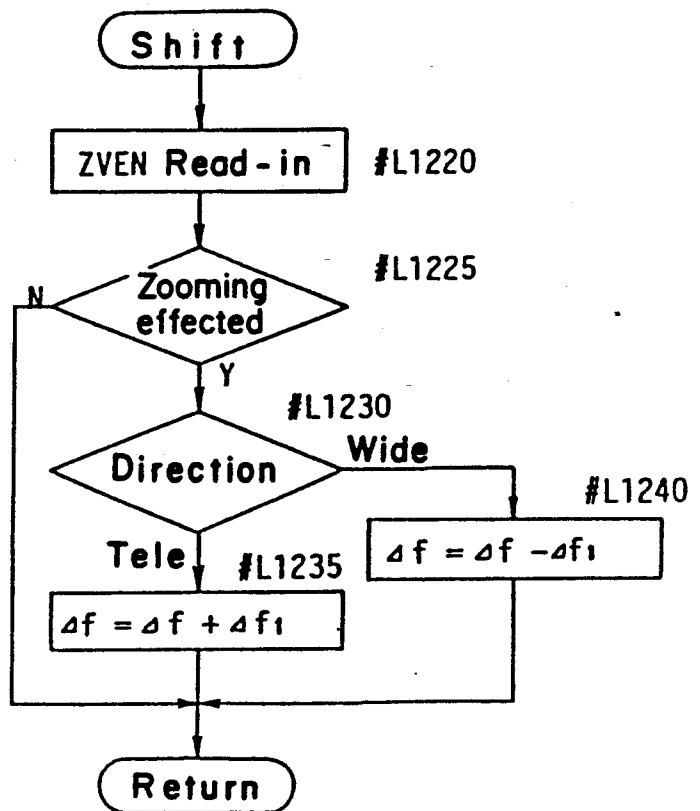 Shift
ZVEN Read-in #L1220
#L1225
Zooming
effected
N
Y
#L1230
Direction
Wide
#L1240
Δf = Δf - Δf1
Tele
#L1235
Δf = Δf + Δf1
Return